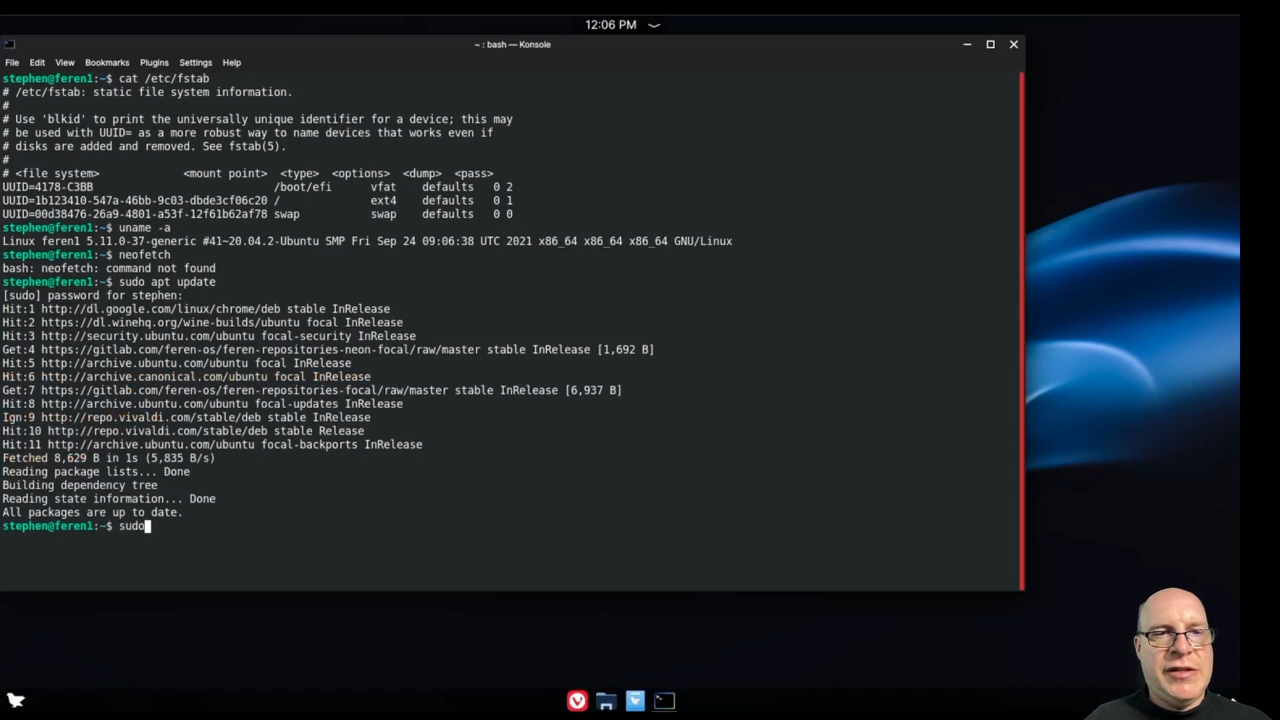 12:06 PM
~ : bash — Konsole
File Edit View Bookmarks Plugins Settings Help
stephen@feren1:~$ cat /etc/fstab
# /etc/fstab: static file system information.
#
# Use 'blkid' to print the universally unique identifier for a device; this may
# be used with UUID= as a more robust way to name devices that works even if
# disks are added and removed. See fstab(5).
#
# <file system>             <mount point>  <type>  <options>  <dump>  <pass>
UUID=4178-C3BB                            /boot/efi      vfat    defaults   0 2
UUID=1b123410-547a-46bb-9c03-dbde3cf06c20 /              ext4    defaults   0 1
UUID=00d38476-26a9-4801-a53f-12f61b62af78 swap           swap    defaults   0 0
stephen@feren1:~$ uname -a
Linux feren1 5.11.0-37-generic #41~20.04.2-Ubuntu SMP Fri Sep 24 09:06:38 UTC 2021 x86_64 x86_64 x86_64 GNU/Linux
stephen@feren1:~$ neofetch
bash: neofetch: command not found
stephen@feren1:~$ sudo apt update
[sudo] password for stephen:
Hit:1 http://dl.google.com/linux/chrome/deb stable InRelease
Hit:2 https://dl.winehq.org/wine-builds/ubuntu focal InRelease
Hit:3 http://security.ubuntu.com/ubuntu focal-security InRelease
Get:4 https://gitlab.com/feren-os/feren-repositories-neon-focal/raw/master stable InRelease [1,692 B]
Hit:5 http://archive.ubuntu.com/ubuntu focal InRelease
Hit:6 http://archive.canonical.com/ubuntu focal InRelease
Get:7 https://gitlab.com/feren-os/feren-repositories-focal/raw/master stable InRelease [6,937 B]
Hit:8 http://archive.ubuntu.com/ubuntu focal-updates InRelease
Ign:9 http://repo.vivaldi.com/stable/deb stable InRelease
Hit:10 http://repo.vivaldi.com/stable/deb stable Release
Hit:11 http://archive.ubuntu.com/ubuntu focal-backports InRelease
Fetched 8,629 B in 1s (5,835 B/s)
Reading package lists... Done
Building dependency tree
Reading state information... Done
All packages are up to date.
stephen@feren1:~$ sudo